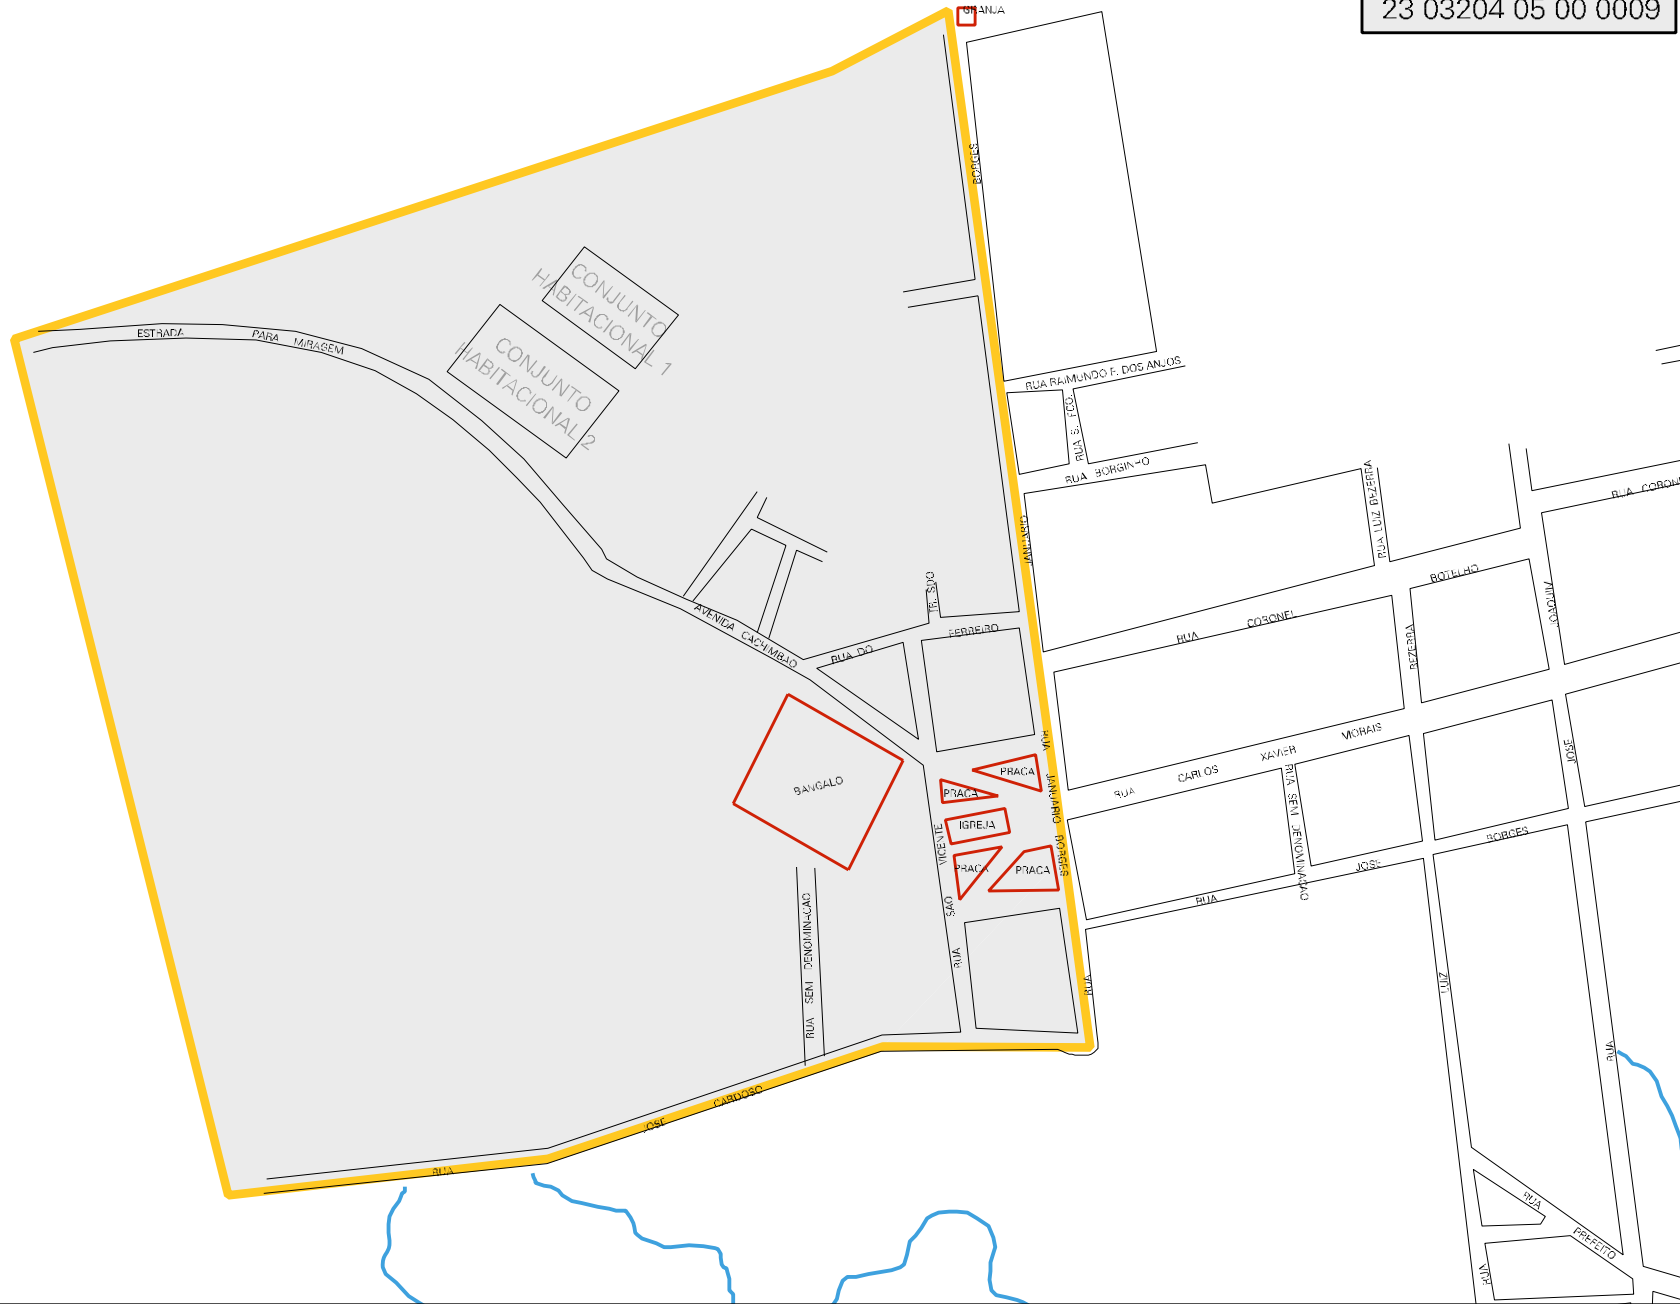 GRANJA
23 03204 05 00 0009
BORGES
CONJUNTO
HABITACIONAL 1
ESTRADA PARA MIRAGEM
CONJUNTO
HABITACIONAL 2
RUA RAIMUNDO F. DOS ANJOS
RUA S. FCO.
RUA BORGINHO
RUA LUIZ BEZERRA
RUA CORON
JANUARIO
TR. SDO
BOTELHO
JOAQUIM
AVENIDA CACHIMBAO
RUA DO FERREIRO
RUA CORONEL
BEZERRA
RUA
MORAIS
XAVIER
CARLOS
RUA
JOSE
BANGALO
PRACA
PRACA
JANUARIO
IGREJA
RUA SEM DENOMINACAO
VICENTE
BORGES
BORGES
PRACA
PRACA
JOSE
RUA
SAO
RUA
RUA SEM DENOMINACAO
RUA
LUIZ
RUA
CARDOSO
JOSE
RUA
RUA
PREFEITO
RUA